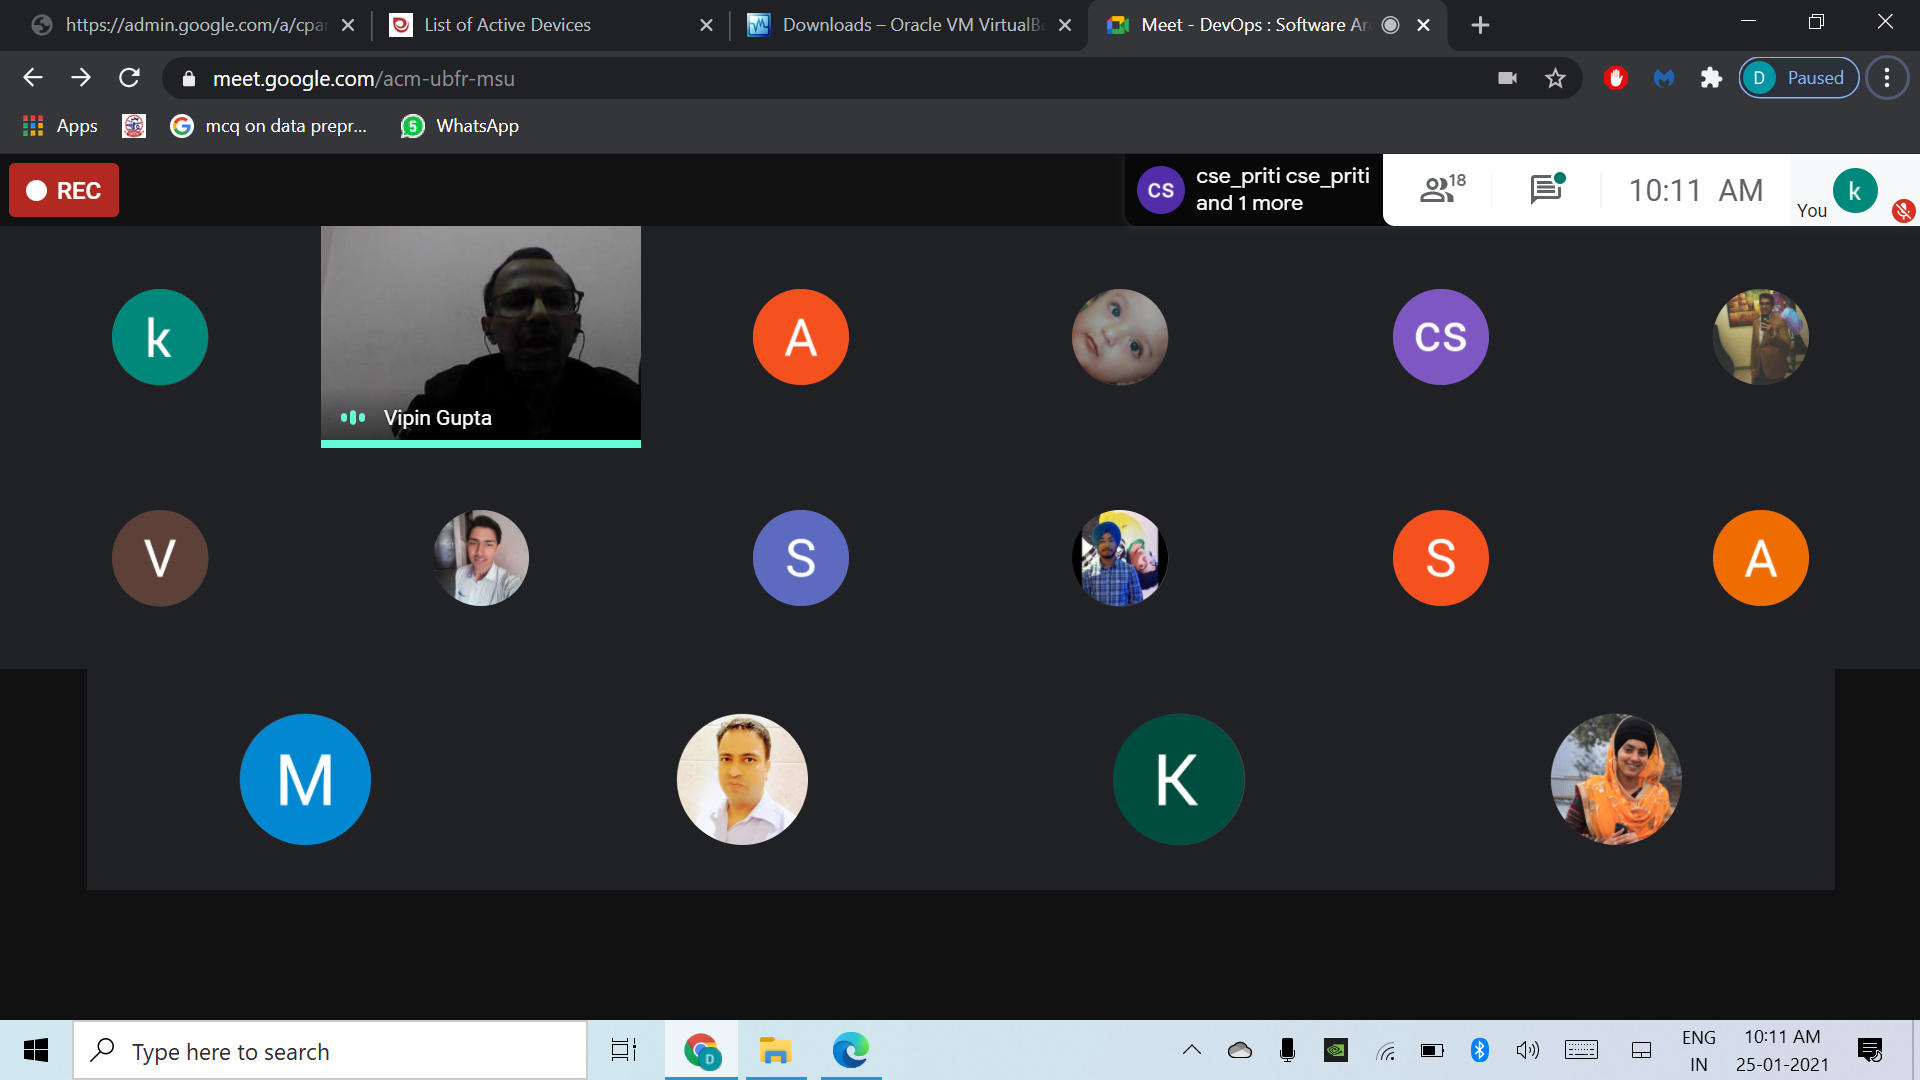 https://admin.google.com/a/cpa
List of Active Devices
Downloads – Oracle VM VirtualB
Meet - DevOps : Software Ar
meet.google.com/acm-ubfr-msu
D Paused
Apps
mcq on data prepr...
5 WhatsApp
REC
CS
cse_priti cse_priti
and 1 more
18
10:11 AM
You
k
k
Vipin Gupta
A
CS
V
S
S
A
M
K
Type here to search
D
ENG
IN
10:11 AM
25-01-2021